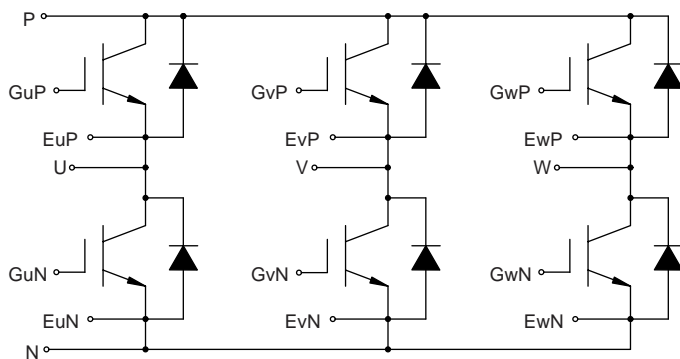 P
GuP GvP GwP
EuP EvP EwP
U V W
GuN GvN GwN
EuN EvN EwN
N